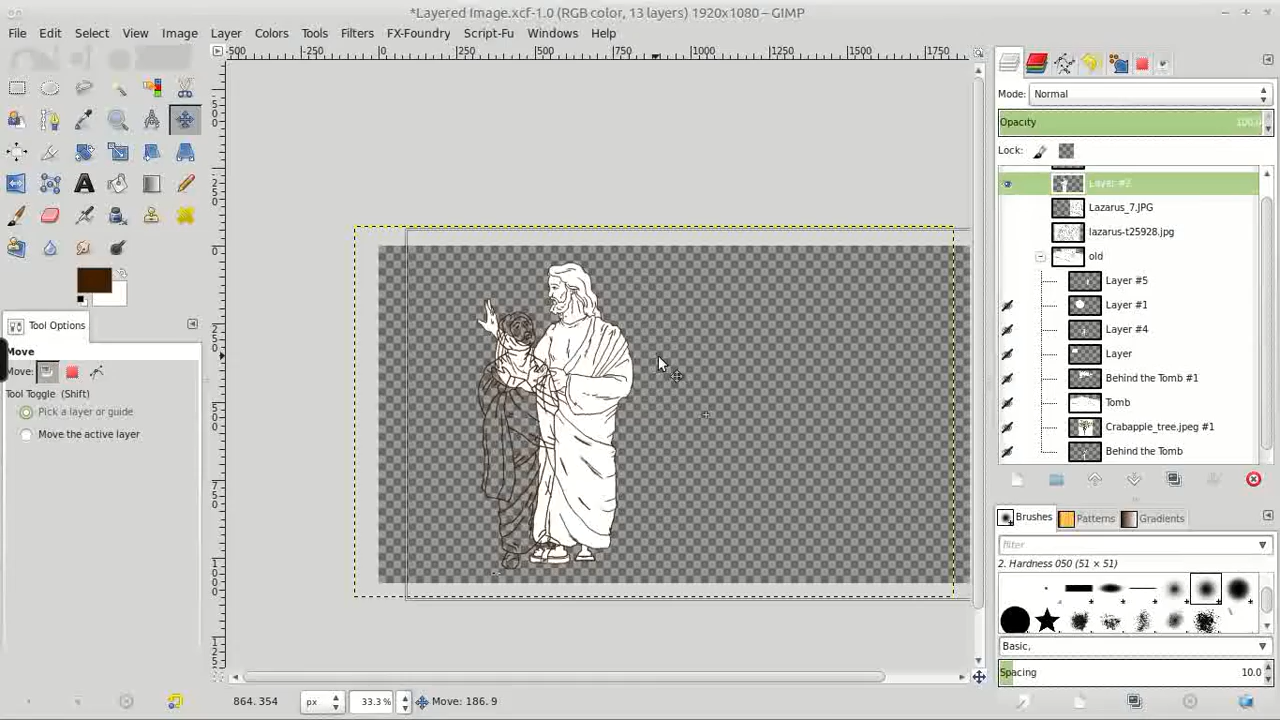 *Layered Image.xcf-1.0 (RGB color, 13 layers) 1920x1080 – GIMP
File Edit Select View Image Layer Colors Tools Filters FX-Foundry Script-Fu Windows Help
-500 -250 0 250 500 750 1000 1250 1500 1750
Mode: Normal
Opacity 100.0
Lock:
Layer #2
Lazarus_7.JPG
lazarus-t25928.jpg
old
Layer #5
Layer #1
Layer #4
Layer
Behind the Tomb #1
Tomb
Crabapple_tree.jpeg #1
Behind the Tomb
Tool Options
Move
Move:
Tool Toggle (Shift)
Pick a layer or guide
Move the active layer
Brushes Patterns Gradients
filter
2. Hardness 050 (51 × 51)
Basic,
Spacing 10.0
864. 354 px 33.3 % Move: 186. 9